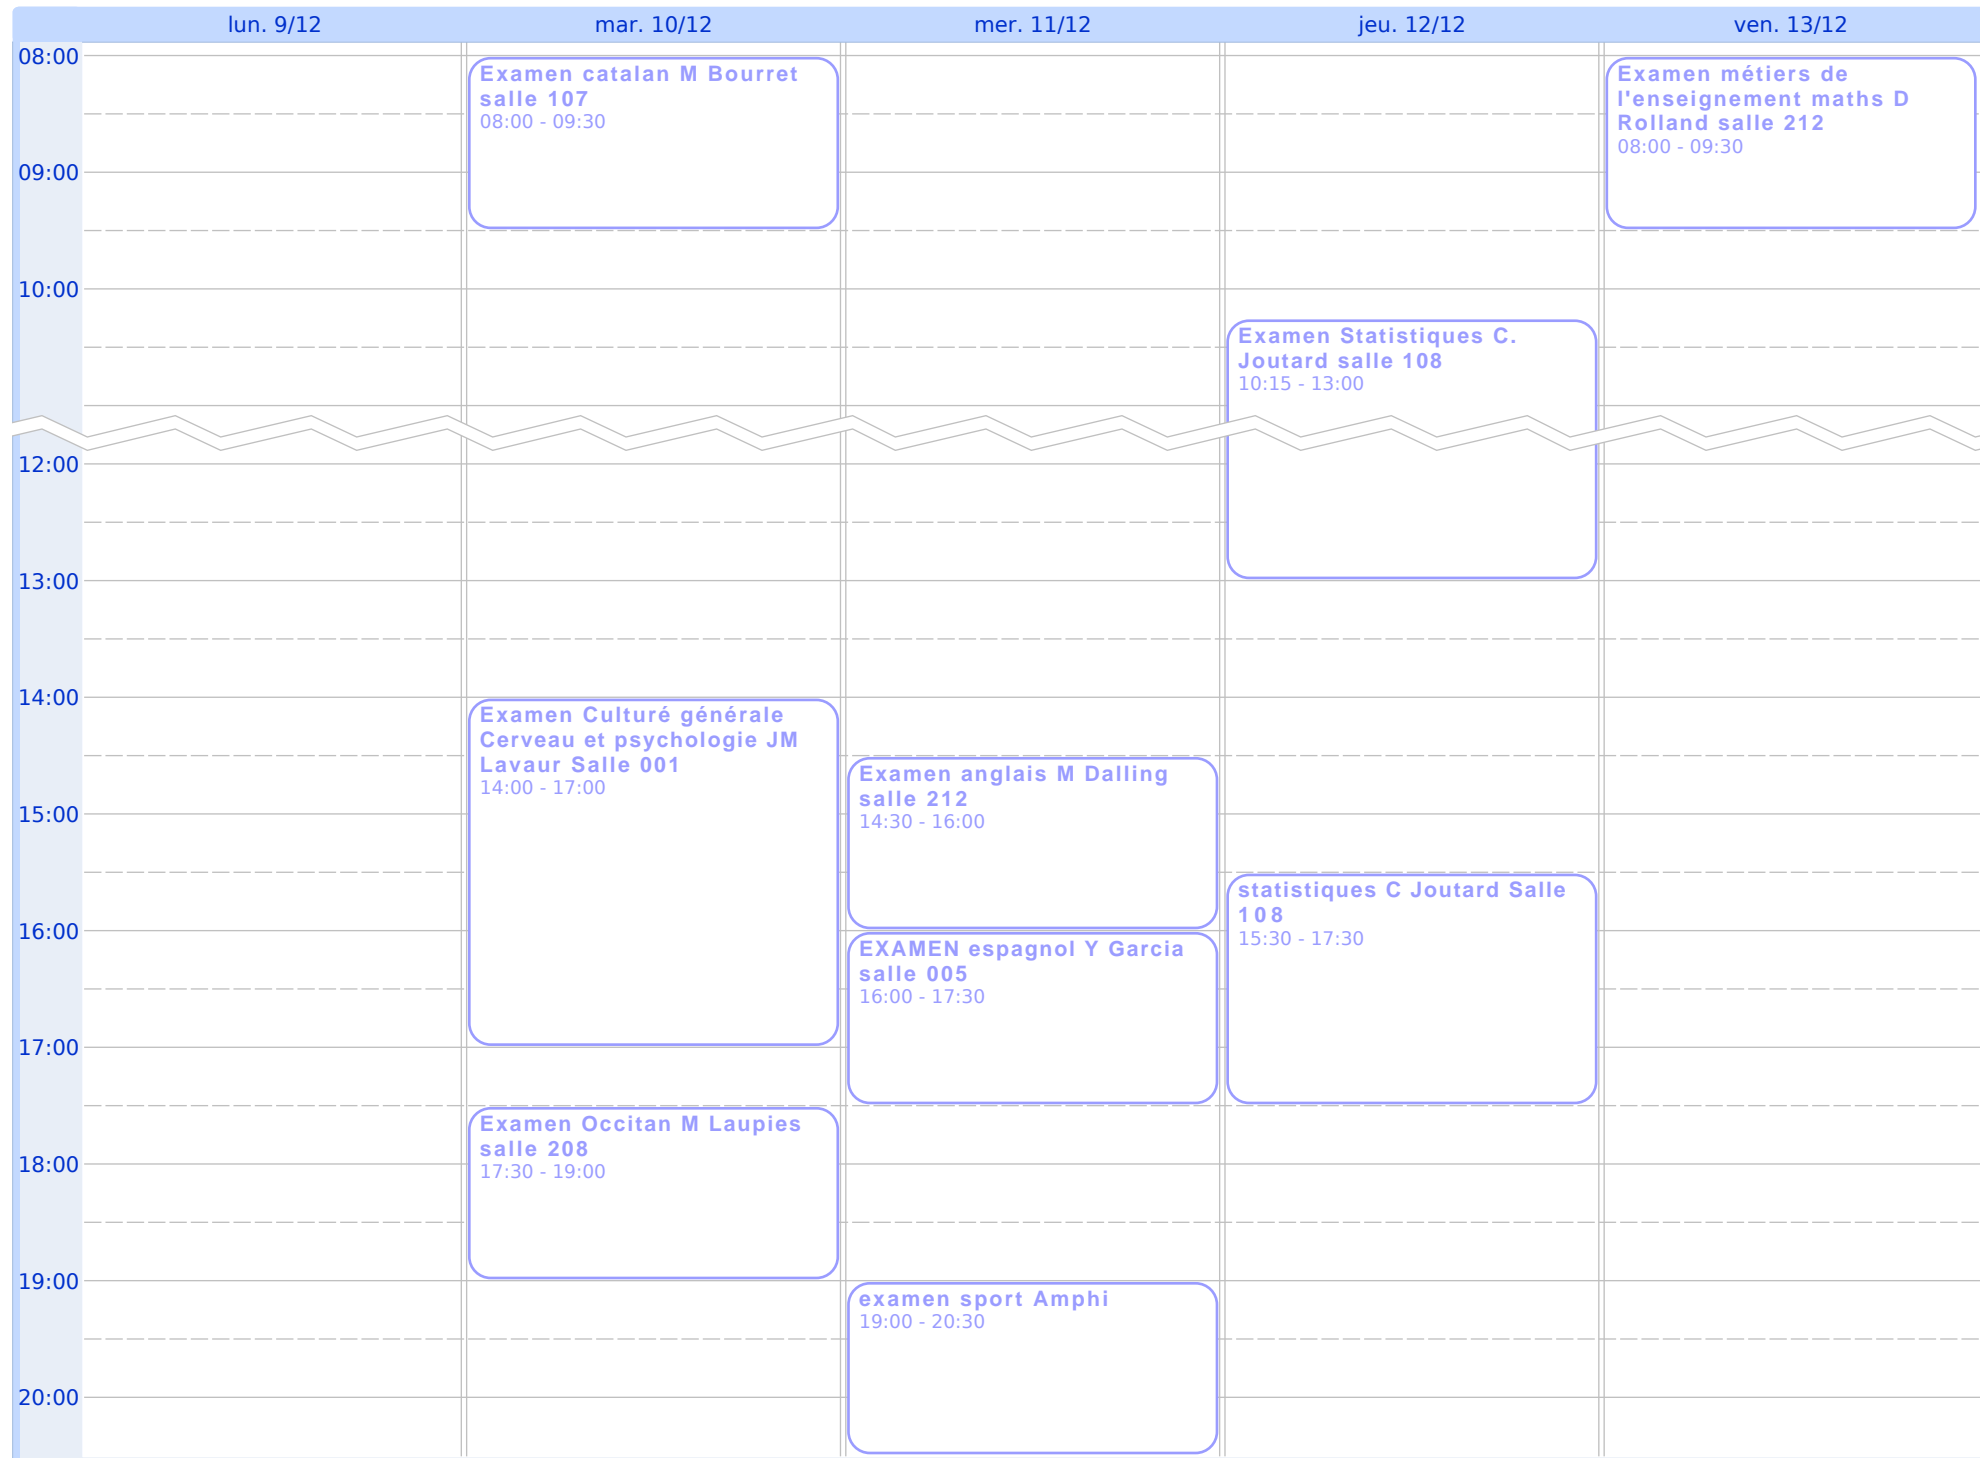 lun. 9/12
mar. 10/12
mer. 11/12
jeu. 12/12
ven. 13/12
08:00
09:00
10:00
12:00
13:00
14:00
15:00
16:00
17:00
18:00
19:00
20:00
Examen catalan M Bourret
salle 107
08:00 - 09:30
Examen Culturé générale
Cerveau et psychologie JM
Lavaur Salle 001
14:00 - 17:00
Examen Occitan M Laupies
salle 208
17:30 - 19:00
Examen anglais M Dalling
salle 212
14:30 - 16:00
EXAMEN espagnol Y Garcia
salle 005
16:00 - 17:30
examen sport Amphi
19:00 - 20:30
Examen Statistiques C.
Joutard salle 108
10:15 - 13:00
statistiques C Joutard Salle
108
15:30 - 17:30
Examen métiers de
l'enseignement maths D
Rolland salle 212
08:00 - 09:30